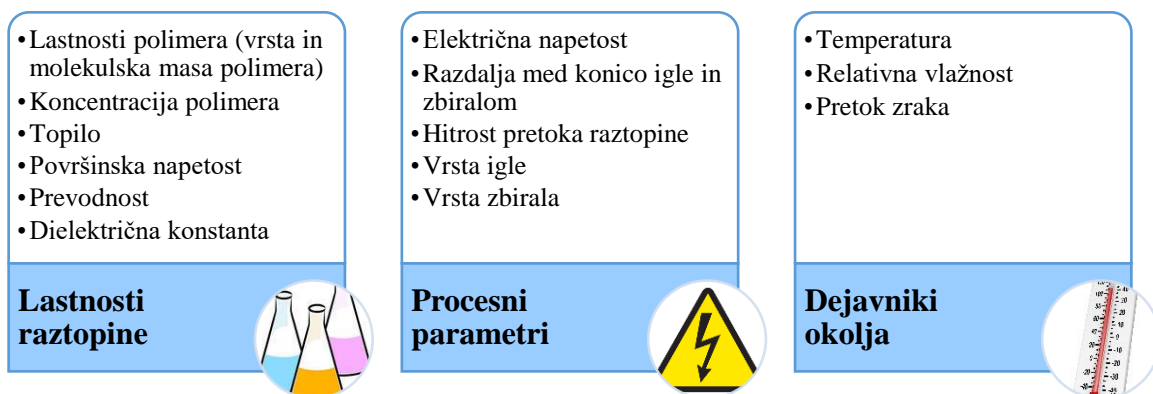 •Lastnosti polimera (vrsta in
molekulska masa polimera)
•Koncentracija polimera
•Topilo
•Površinska napetost
•Prevodnost
•Dielektrična konstanta
Lastnosti
raztopine
•Električna napetost
•Razdalja med konico igle in
zbiralom
•Hitrost pretoka raztopine
•Vrsta igle
•Vrsta zbirala
Procesni
parametri
•Temperatura
•Relativna vlažnost
•Pretok zraka
Dejavniki
okolja